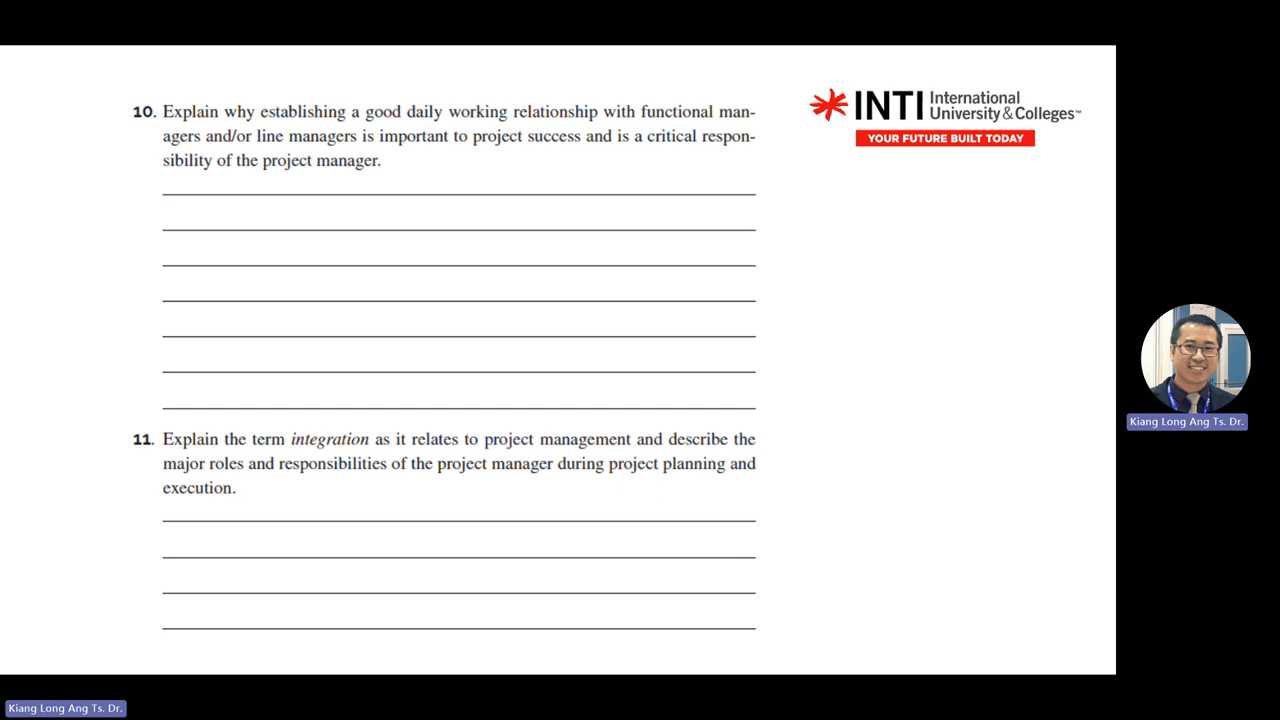 10. Explain why establishing a good daily working relationship with functional man-
agers and/or line managers is important to project success and is a critical respon-
sibility of the project manager.
INTI International
University & Colleges℠
YOUR FUTURE BUILT TODAY
11. Explain the term integration as it relates to project management and describe the
major roles and responsibilities of the project manager during project planning and
execution.
Kiang Long Ang Ts. Dr.
Kiang Long Ang Ts. Dr.